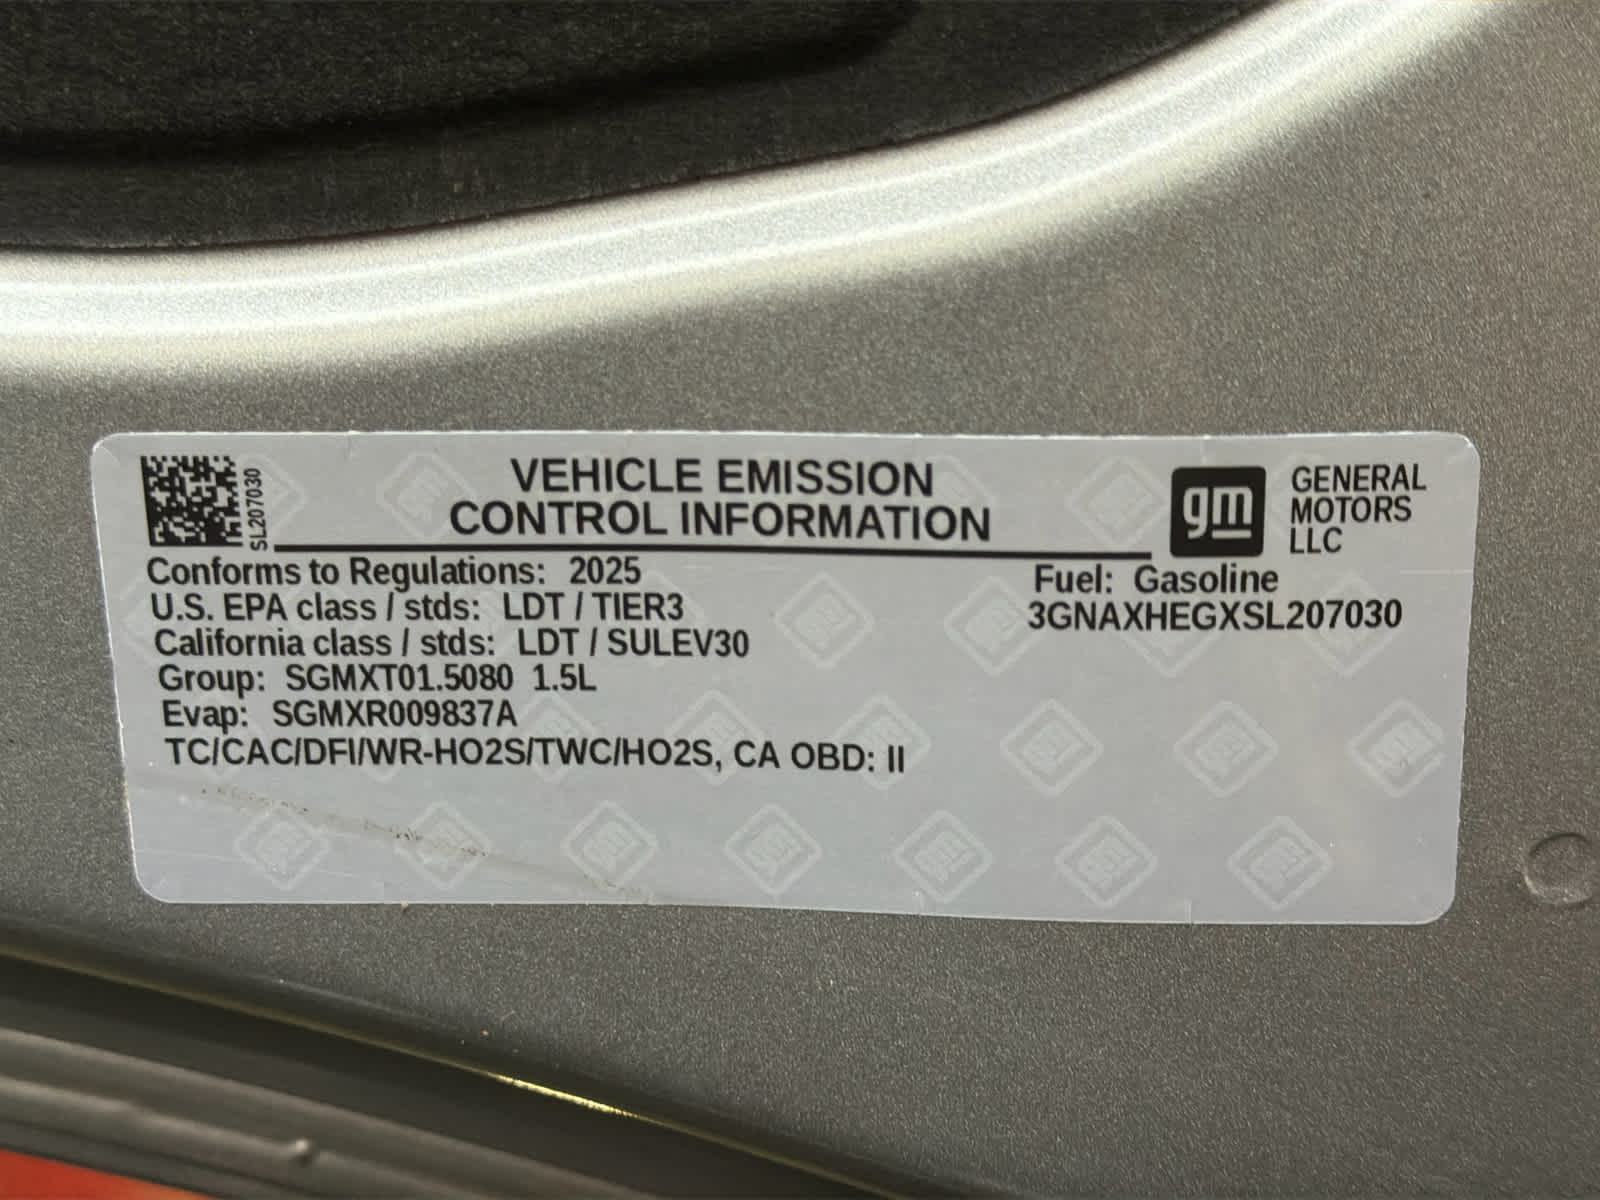 SL207030
VEHICLE EMISSION
CONTROL INFORMATION
gm
GENERAL
MOTORS
LLC
Conforms to Regulations: 2025
U.S. EPA class / stds: LDT / TIER3
California class / stds: LDT / SULEV30
Group: SGMXT01.5080 1.5L
Evap: SGMXR009837A
TC/CAC/DFI/WR-HO2S/TWC/HO2S, CA OBD: II
Fuel: Gasoline
3GNAXHEGXSL207030